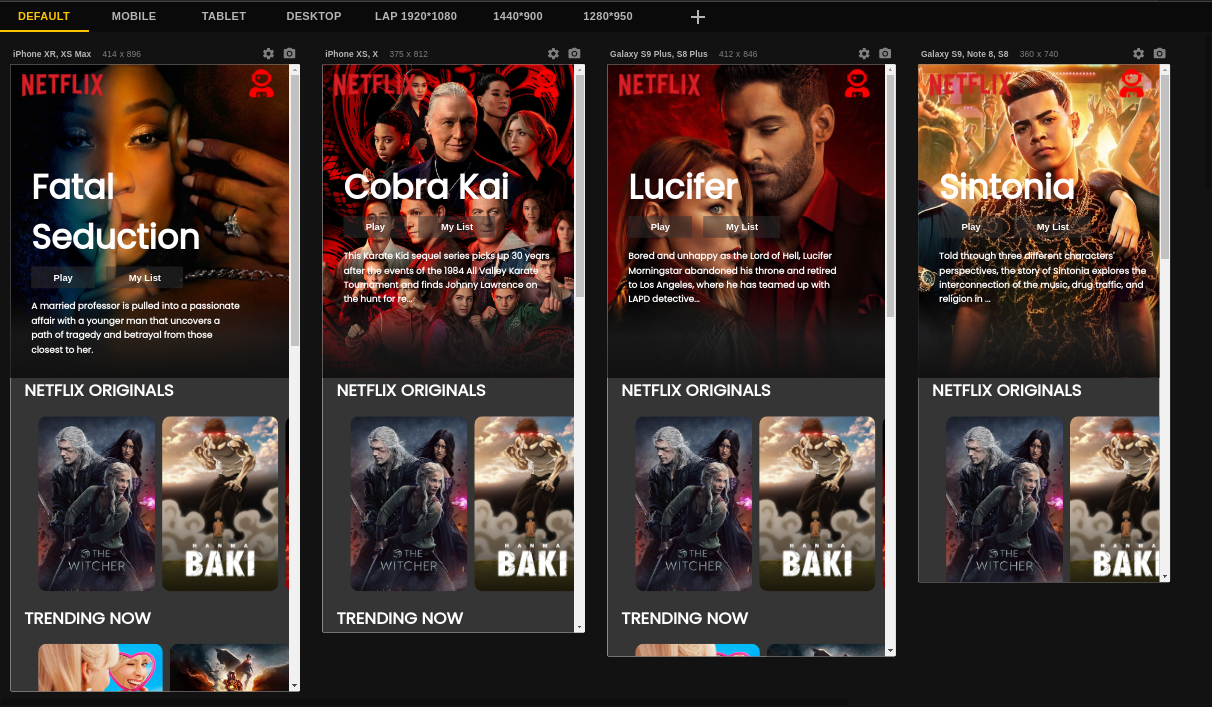 DEFAULT MOBILE TABLET DESKTOP LAP 1920*1080 1440*900 1280*950
iPhone XR, XS Max 414 x 896
NETFLIX
Fatal
Seduction
Play My List
A married professor is pulled into a passionate
affair with a younger man that uncovers a
path of tragedy and betrayal from those
closest to her.
NETFLIX ORIGINALS
THE
WITCHER
HANMA
BAKI
TRENDING NOW
iPhone XS, X 375 x 812
NETFLIX
Cobra Kai
Play My List
This Karate Kid sequel series picks up 30 years
after the events of the 1984 All Valley Karate
Tournament and finds Johnny Lawrence on
the hunt for re...
NETFLIX ORIGINALS
THE
WITCHER
HANMA
BAKI
TRENDING NOW
Galaxy S9 Plus, S8 Plus 412 x 846
NETFLIX
Lucifer
Play My List
Bored and unhappy as the Lord of Hell, Lucifer
Morningstar abandoned his throne and retired
to Los Angeles, where he has teamed up with
LAPD detective...
NETFLIX ORIGINALS
THE
WITCHER
HANMA
BAKI
TRENDING NOW
Galaxy S9, Note 8, S8 360 x 740
NETFLIX
Sintonia
Play My List
Told through three different characters'
perspectives, the story of Sintonia explores the
interconnection of the music, drug traffic, and
religion in ...
NETFLIX ORIGINALS
THE
WITCHER
HANMA
BAKI